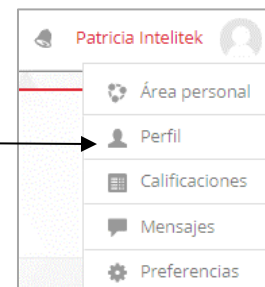 Patricia Intelitek
Área personal
Perfil
Calificaciones
Mensajes
Preferencias